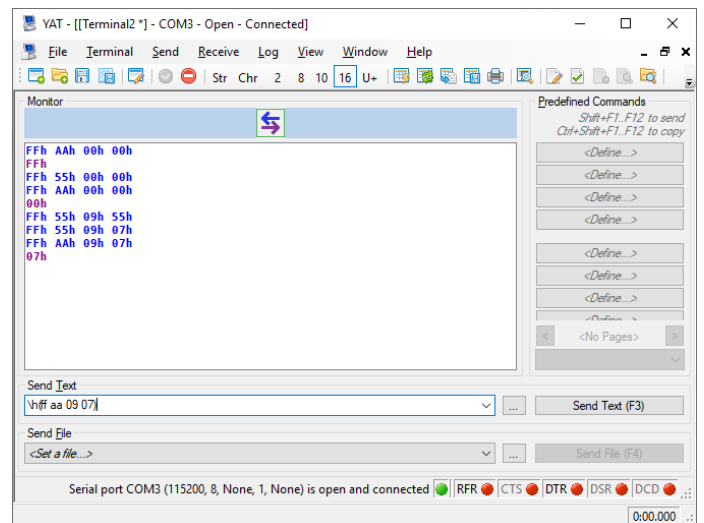 YAT - [[Terminal2 *] - COM3 - Open - Connected]
File Terminal Send Receive Log View Window Help
Str Chr 2 8 10 16 U+
Monitor
FFh AAh 00h 00h
FFh
FFh 55h 00h 00h
FFh AAh 00h 00h
00h
FFh 55h 09h 55h
FFh 55h 09h 07h
FFh AAh 09h 07h
07h
Predefined Commands
Shift+F1..F12 to send
Ctrl+Shift+F1..F12 to copy
<Define...>
<Define...>
<Define...>
<Define...>
<Define...>
<Define...>
<Define...>
<Define...>
< <No Pages> >
Send Text
\h(ff aa 09 07)
... Send Text (F3)
Send File
<Set a file...>
... Send File (F4)
Serial port COM3 (115200, 8, None, 1, None) is open and connected RFR CTS DTR DSR DCD
0:00.000